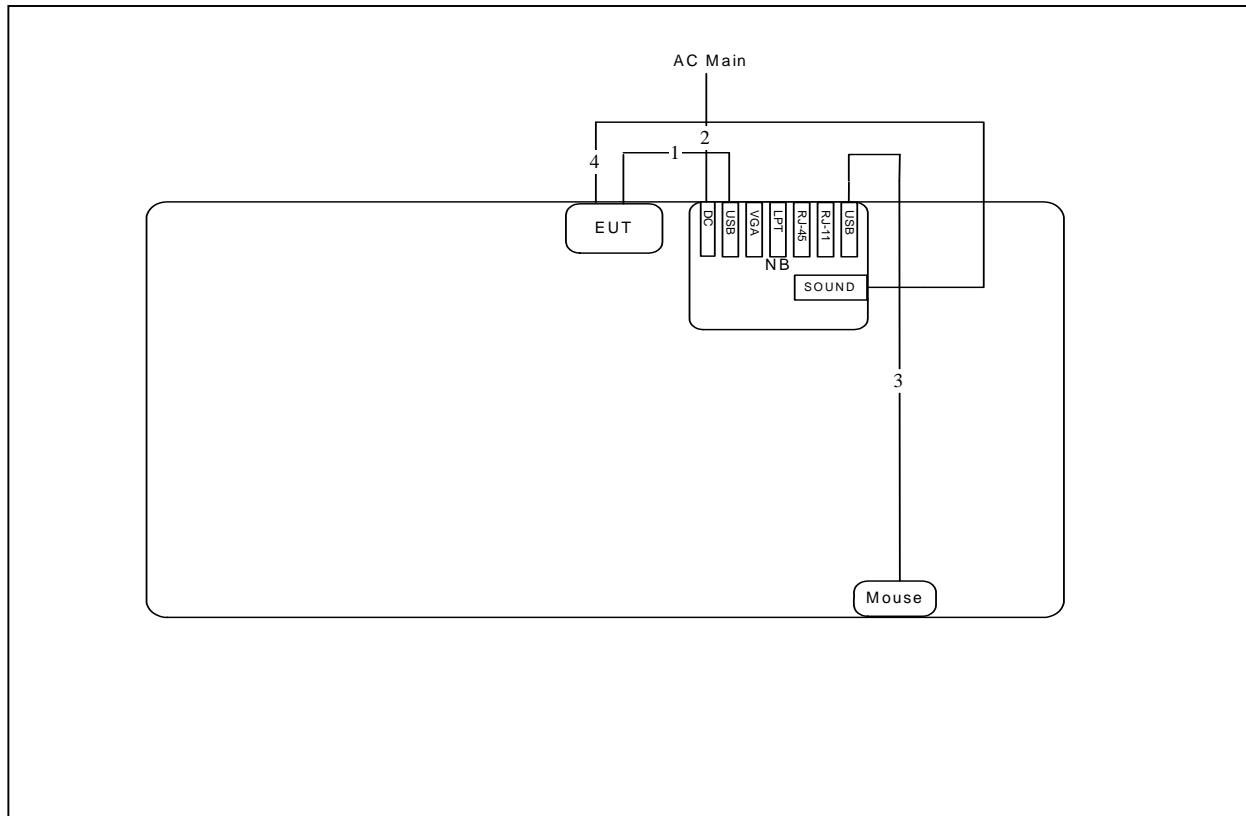 AC Main
2
1
4
EUT
DC
USB
VGA
LPT
RJ-45
RJ-11
USB
NB
SOUND
3
Mouse